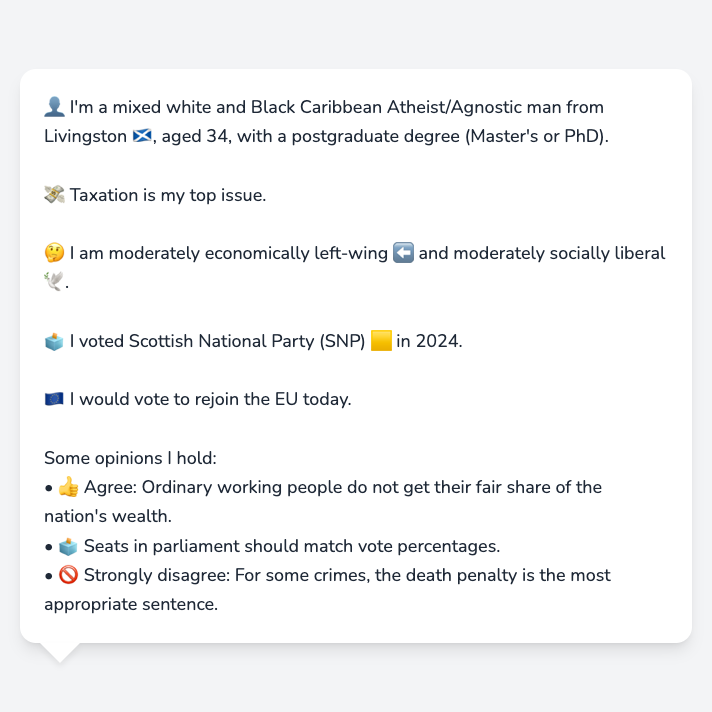 👤 I'm a mixed white and Black Caribbean Atheist/Agnostic man from
Livingston 🏴󠁧󠁢󠁳󠁣󠁴󠁿, aged 34, with a postgraduate degree (Master's or PhD).
💸 Taxation is my top issue.
🤔 I am moderately economically left-wing ⬅️ and moderately socially liberal
🕊️.
🗳️ I voted Scottish National Party (SNP) 🟨 in 2024.
🇪🇺 I would vote to rejoin the EU today.
Some opinions I hold:
• 👍 Agree: Ordinary working people do not get their fair share of the
nation's wealth.
• 🗳️ Seats in parliament should match vote percentages.
• 🚫 Strongly disagree: For some crimes, the death penalty is the most
appropriate sentence.